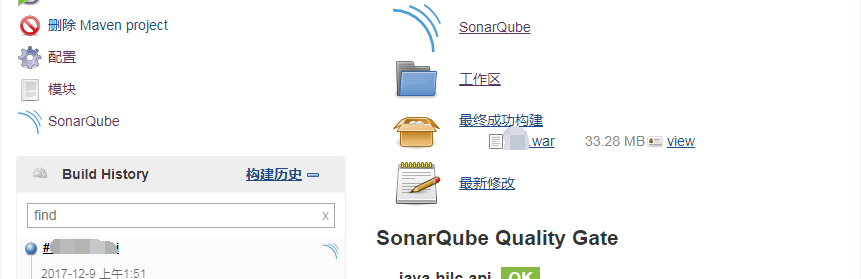 删除 Maven project
配置
模块
SonarQube
Build History 构建历史
find x
#
2017-12-9 上午1:51
SonarQube
工作区
最终成功构建
.war 33.28 MB view
最新修改
SonarQube Quality Gate
java-hilc-api OK